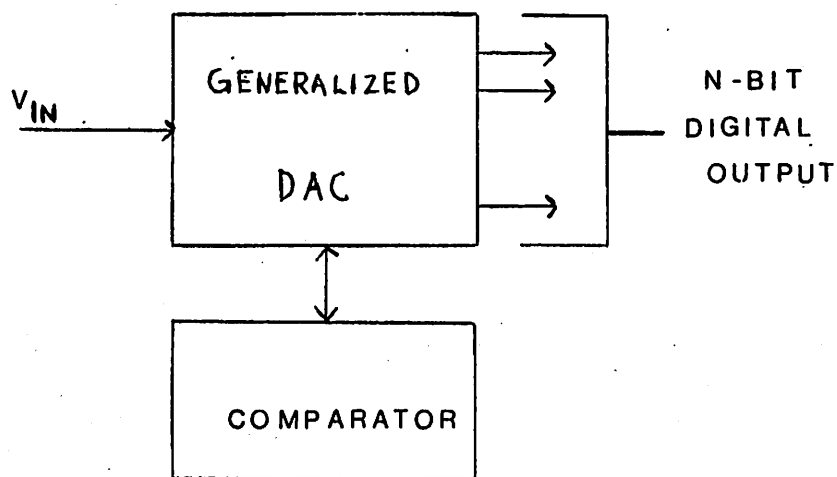 V_IN
GENERALIZED
DAC
N-BIT
DIGITAL
OUTPUT
COMPARATOR